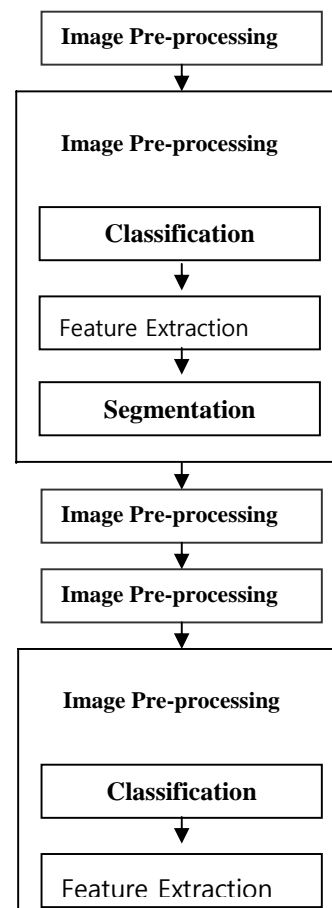 Image Pre-processing
Image Pre-processing
Classification
Feature Extraction
Segmentation
Image Pre-processing
Image Pre-processing
Image Pre-processing
Classification
Feature Extraction